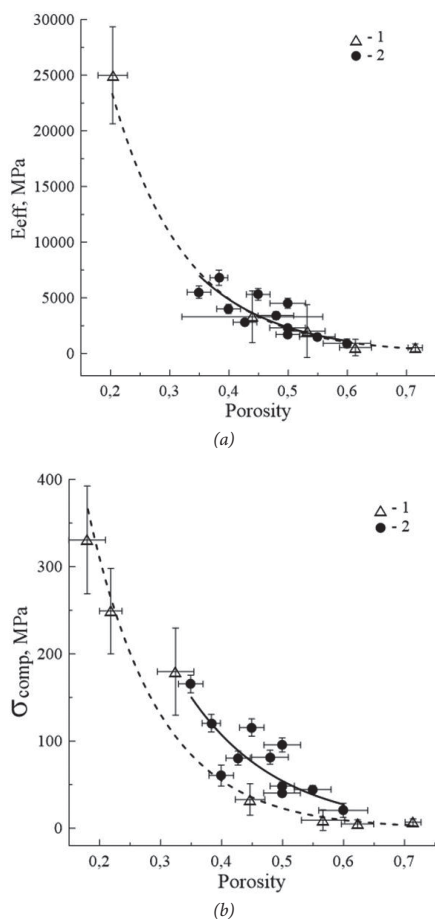 30000
25000
20000
15000
10000
5000
0
Eeff, MPa
- 1
- 2
0,2 0,3 0,4 0,5 0,6 0,7
Porosity
(a)
400
300
200
100
0
σcomp, MPa
- 1
- 2
0,2 0,3 0,4 0,5 0,6 0,7
Porosity
(b)